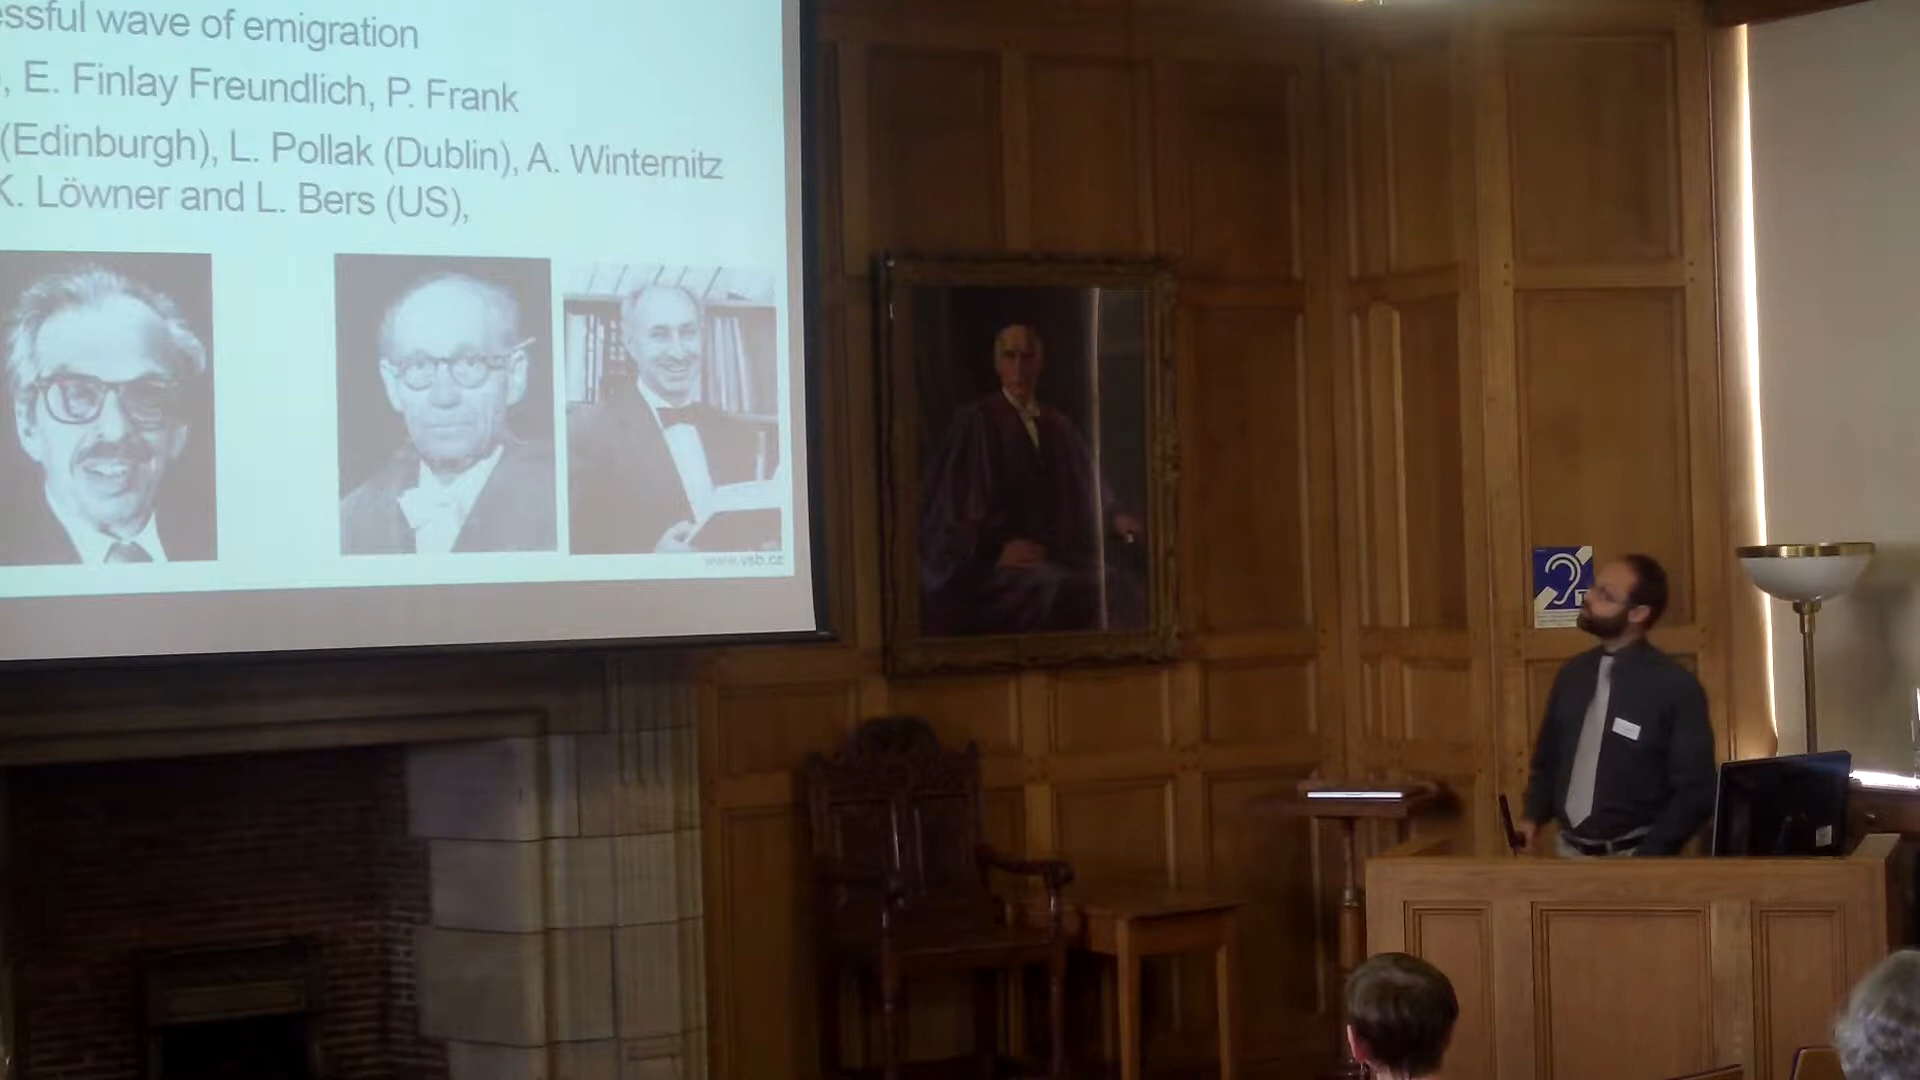 essful wave of emigration
, E. Finlay Freundlich, P. Frank
(Edinburgh), L. Pollak (Dublin), A. Winternitz
K. Löwner and L. Bers (US),
www.vsb.cz
T